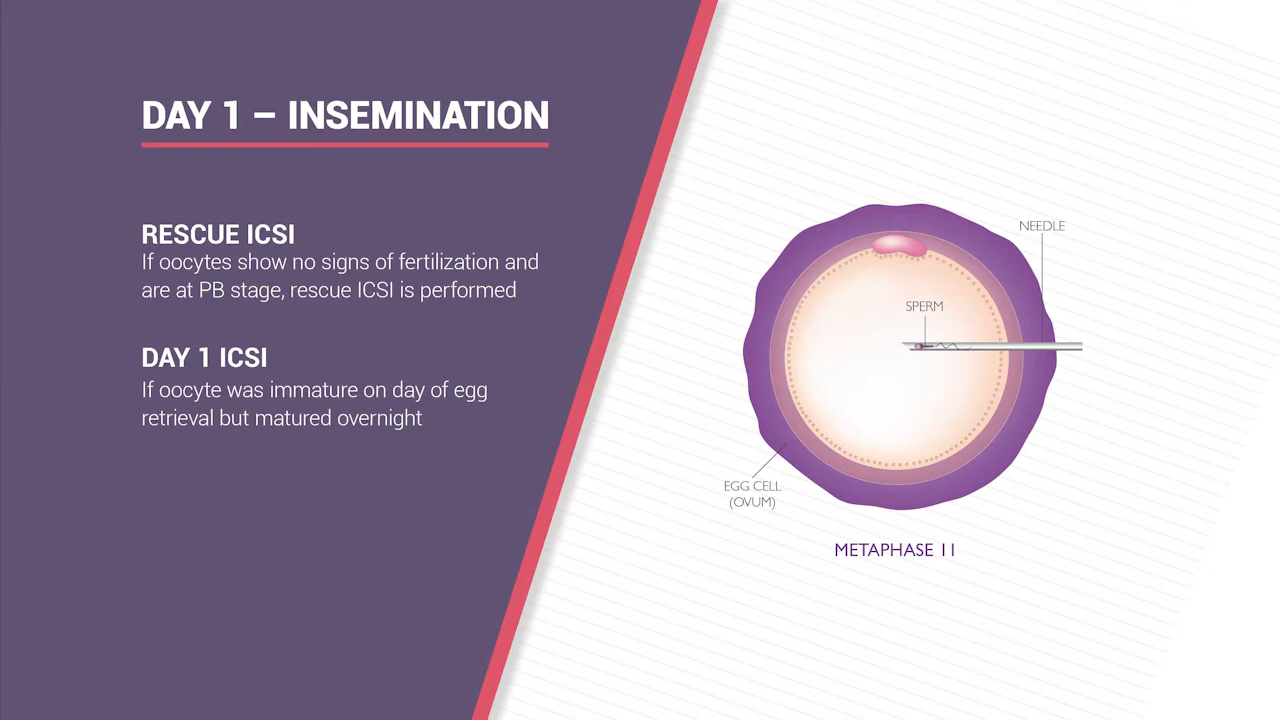 DAY 1 – INSEMINATION
RESCUE ICSI
If oocytes show no signs of fertilization and
are at PB stage, rescue ICSI is performed
DAY 1 ICSI
If oocyte was immature on day of egg
retrieval but matured overnight
NEEDLE
SPERM
EGG CELL
(OVUM)
METAPHASE 11